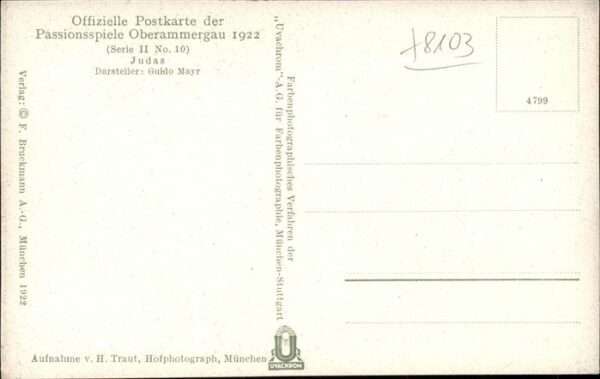 Offizielle Postkarte der
Passionsspiele Oberammergau 1922
(Serie II No. 10)
Judas
Darsteller: Guido Mayr
Verlag: © F. Bruckmann A.-G., München 1922
Aufnahme v. H. Traut, Hofphotograph, München
„Uvachrom“-A.G. für Farbenphotographie, München-Stuttgart
Farbenphotographisches Verfahren der
U
UVACHROM
78103
4799